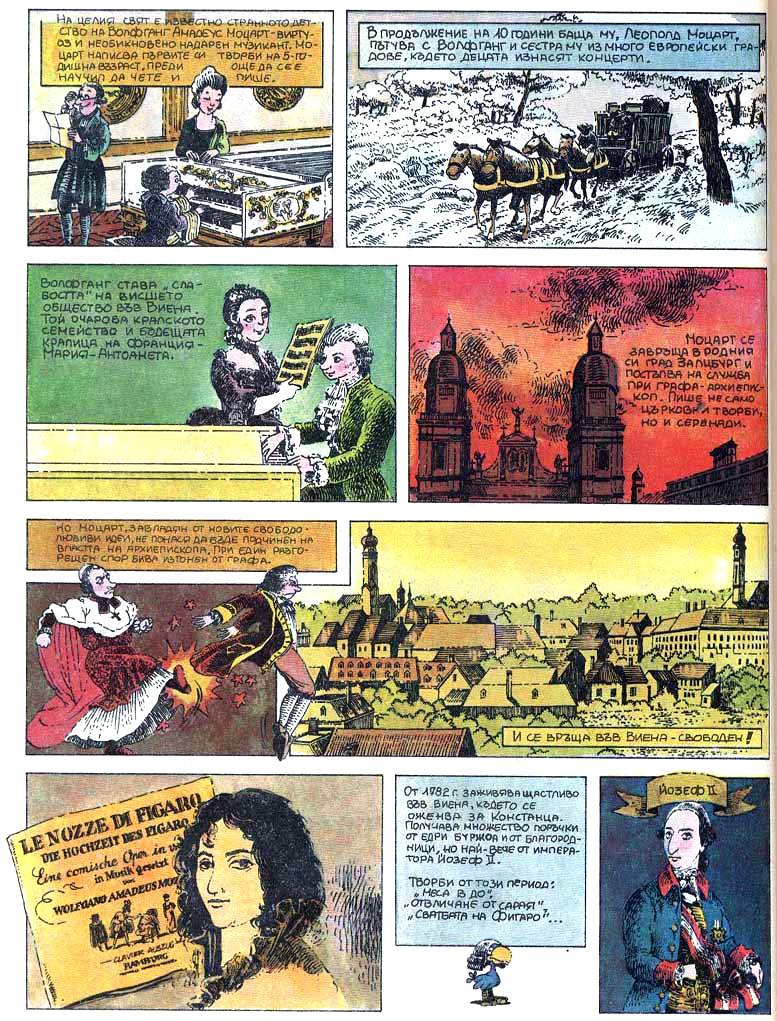 НА ЦЕЛИЯ СВЯТ Е ИЗВЕСТНО СТРАННОТО ДЕТ-
СТВО НА ВОЛФГАНГ АМАДЕУС МОЦАРТ-ВИРТУ-
ОЗ И НЕОБИКНОВЕНО НАДАРЕН МУЗИКАНТ. МО-
ЦАРТ НАПИСВА ПЪРВИТЕ СИ ТВОРБИ НА 5-ГО-
ДИШНА ВЪЗРАСТ, ПРЕДИ ОЩЕ ДА СЕ Е
НАУЧИЛ ДА ЧЕТЕ И ПИШЕ.
В ПРОДЪЛЖЕНИЕ НА 10 ГОДИНИ БАЩА МУ, ЛЕОПОЛД МОЦАРТ,
ПЪТУВА С ВОЛФГАНГ И СЕСТРА МУ ИЗ МНОГО ЕВРОПЕЙСКИ ГРА-
ДОВЕ, КЪДЕТО ДЕЦАТА ИЗНАСЯТ КОНЦЕРТИ.
ВОЛФГАНГ СТАВА „СЛА-
БОСТТА" НА ВИСШЕТО
ОБЩЕСТВО ВЪВ ВИЕНА.
ТОЙ ОЧАРОВА КРАЛСКОТО
СЕМЕЙСТВО И БЪДЕЩАТА
КРАЛИЦА НА ФРАНЦИЯ-
МАРИЯ-АНТОАНЕТА.
МОЦАРТ СЕ
ЗАВРЪЩА В РОДНИЯ
СИ ГРАД ЗАЛЦБУРГ И
ПОСТЪПВА НА СЛУЖБА
ПРИ ГРАФА-АРХИЕПИС-
КОП. ПИШЕ НЕ САМО
ЦЪРКОВНИ ТВОРБИ,
НО И СЕРЕНАДИ.
НО МОЦАРТ, ЗАВЛАДЯН ОТ НОВИТЕ СВОБОДО-
ЛЮБИВИ ИДЕИ, НЕ ПОНАСЯ ДА БЪДЕ ПОДЧИНЕН НА
ВЛАСТТА НА АРХИЕПИСКОПА. ПРИ ЕДИН РАЗГО-
РЕЩЕН СПОР БИВА ИЗГОНЕН ОТ ГРАФА.
И СЕ ВРЪЩА ВЪВ ВИЕНА-СВОБОДЕН!
LE NOZZE DI FIGARO
DIE HOCHZEIT DES FIGARO
Eine comische Oper in
in Musik gesetzt
von
WOLFGANG AMADEUS MOZ
CLAVIER AUSZUG
HAMBURG
ОТ 1782 Г. ЗАЖИВЯВА ЩАСТЛИВО
ВЪВ ВИЕНА, КЪДЕТО СЕ
ОЖЕНВА ЗА КОНСТАНЦА.
ПОЛУЧАВА МНОЖЕСТВО ПОРЪЧКИ
ОТ ЕДРИ БУРЖОА И ОТ БЛАГОРОД-
НИЦИ, НО НАЙ-ВЕЧЕ ОТ ИМПЕРА-
ТОРА ЙОЗЕФ II.
ТВОРБИ ОТ ТОЗИ ПЕРИОД:
„МЕСА В ДО",
„ОТВЛИЧАНЕ ОТ САРАЯ"
„СВАТБАТА НА ФИГАРО"...
ЙОЗЕФ II